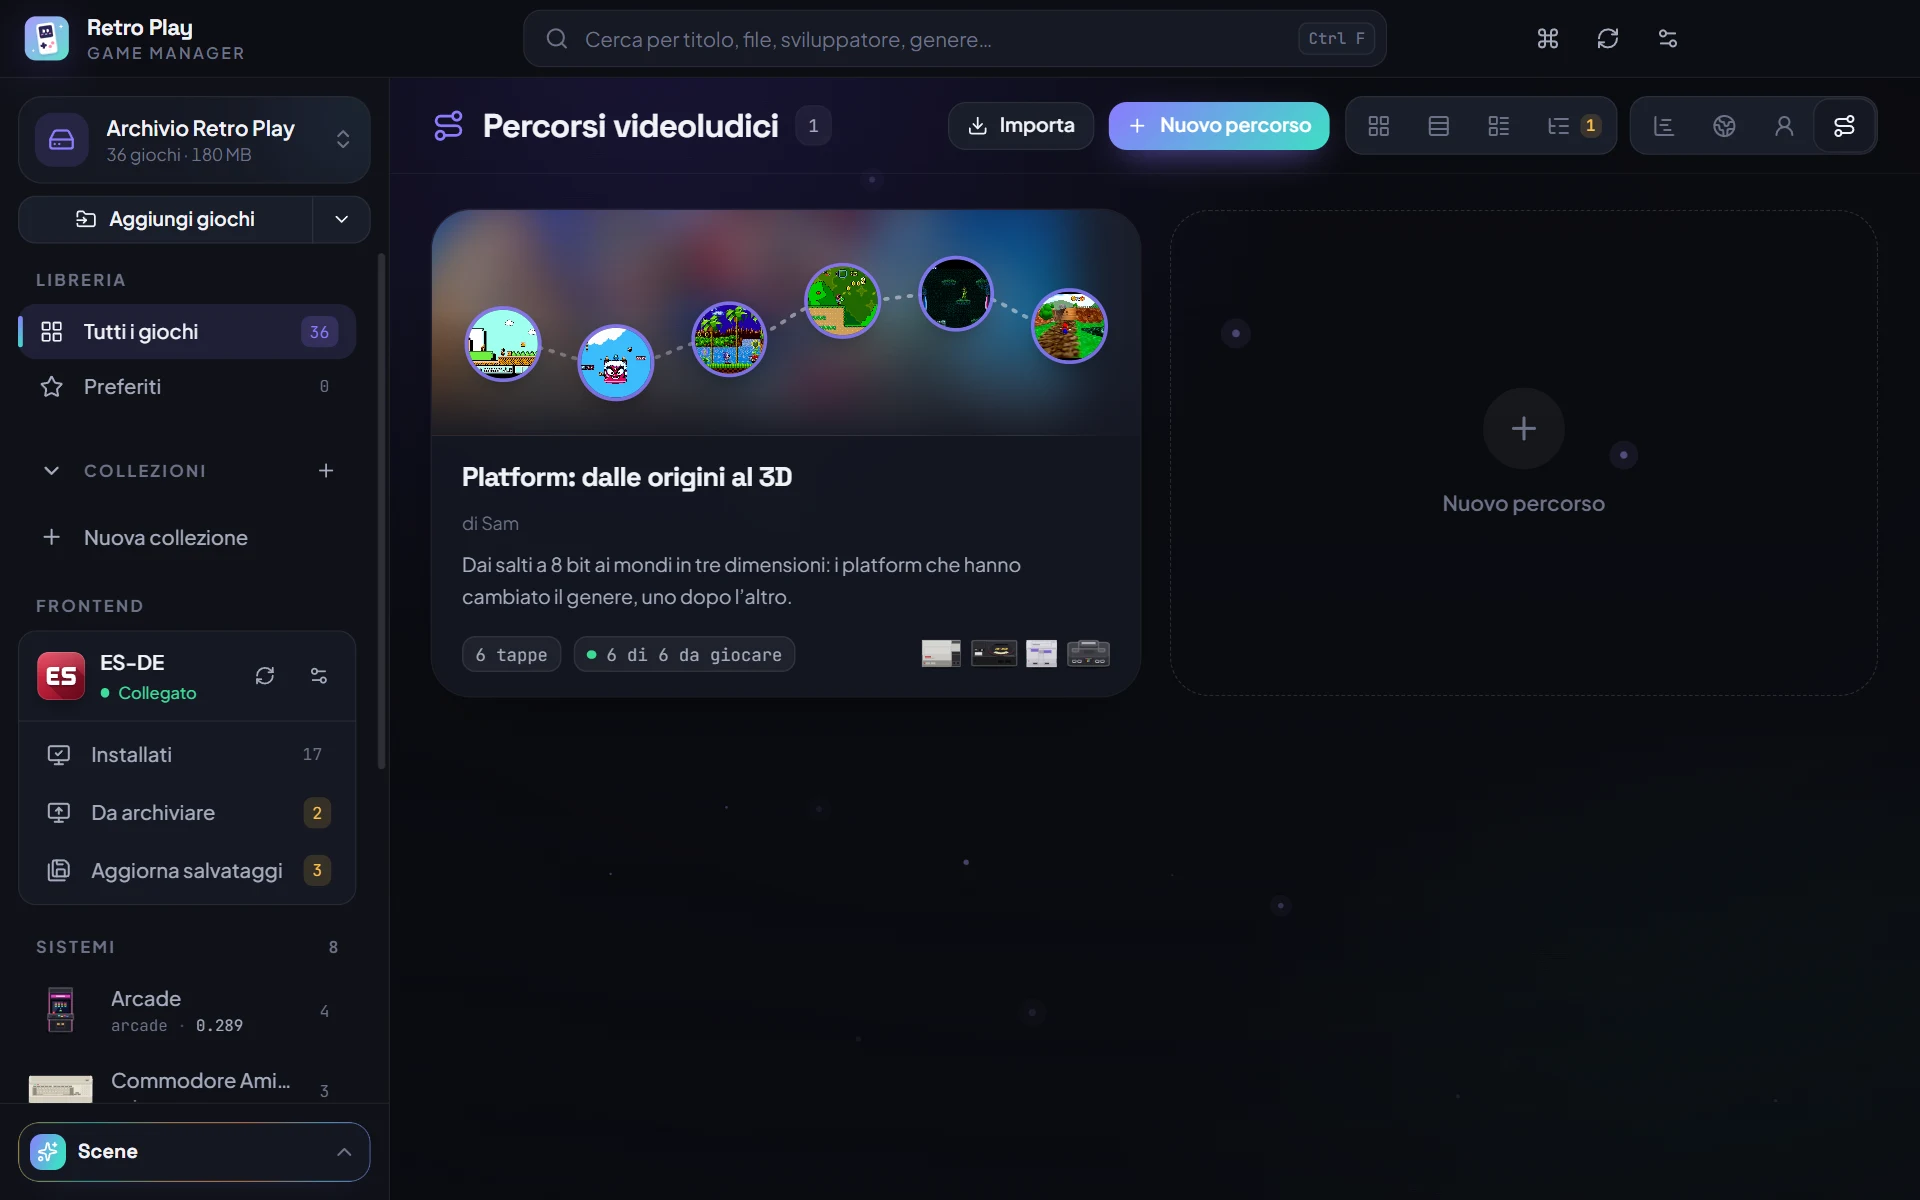 Retro Play
GAME MANAGER
Cerca per titolo, file, sviluppatore, genere…
Ctrl F
Archivio Retro Play
36 giochi · 180 MB
Aggiungi giochi
LIBRERIA
Tutti i giochi
36
Preferiti
0
COLLEZIONI
Nuova collezione
FRONTEND
ES
ES-DE
Collegato
Installati
17
Da archiviare
2
Aggiorna salvataggi
3
SISTEMI
8
Arcade
4
arcade · 0.289
Commodore Ami…
3
Scene
Percorsi videoludici
1
Importa
Nuovo percorso
1
Platform: dalle origini al 3D
di Sam
Dai salti a 8 bit ai mondi in tre dimensioni: i platform che hanno
cambiato il genere, uno dopo l’altro.
6 tappe
6 di 6 da giocare
Nuovo percorso